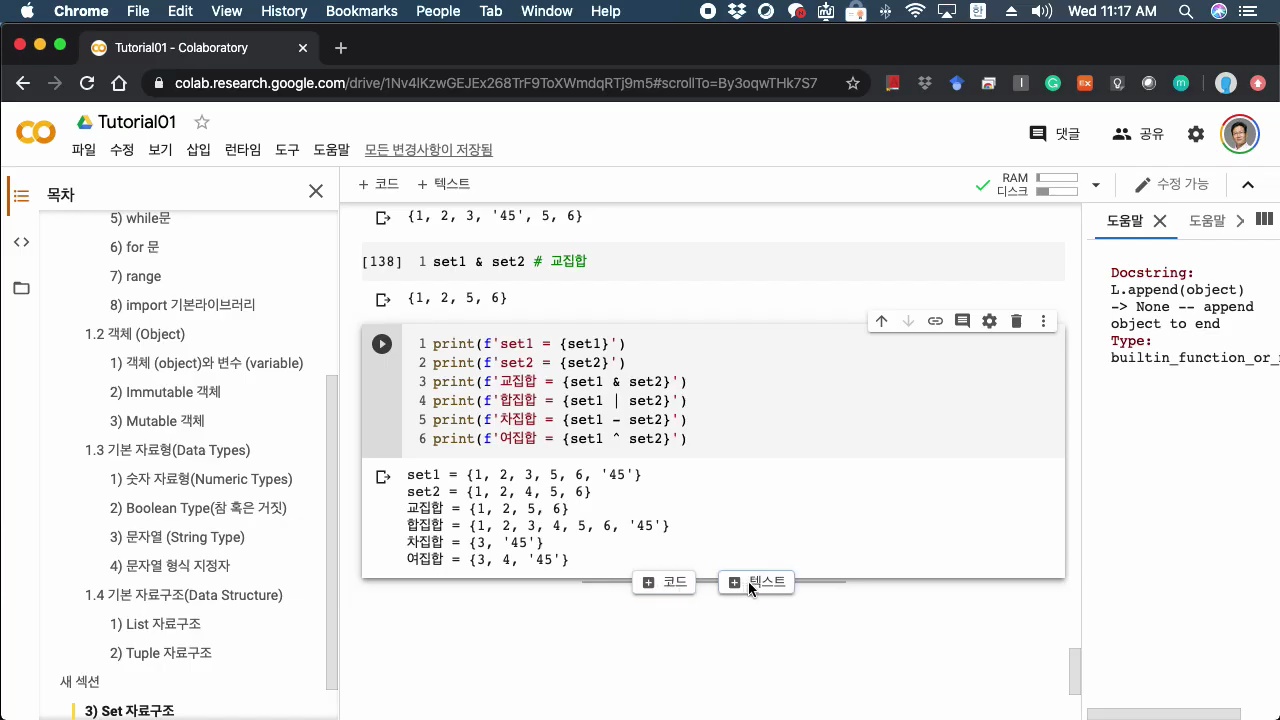 Chrome File Edit View History Bookmarks People Tab Window Help 한 Wed 11:17 AM
Tutorial01 - Colaboratory
colab.research.google.com/drive/1Nv4lKzwGEJEx268TrF9ToXWmdqRTj9m5#scrollTo=By3oqwTHk7S7
Tutorial01
댓글 공유
파일 수정 보기 삽입 런타임 도구 도움말 모든 변경사항이 저장됨
목차
+ 코드 + 텍스트
RAM
디스크
수정 가능
5) while문
6) for 문
7) range
8) import 기본라이브러리
1.2 객체 (Object)
1) 객체 (object)와 변수 (variable)
2) Immutable 객체
3) Mutable 객체
1.3 기본 자료형(Data Types)
1) 숫자 자료형(Numeric Types)
2) Boolean Type(참 혹은 거짓)
3) 문자열 (String Type)
4) 문자열 형식 지정자
1.4 기본 자료구조(Data Structure)
1) List 자료구조
2) Tuple 자료구조
새 섹션
3) Set 자료구조
{1, 2, 3, '45', 5, 6}
[138] 1 set1 & set2 # 교집합
{1, 2, 5, 6}
1 print(f'set1 = {set1}')
2 print(f'set2 = {set2}')
3 print(f'교집합 = {set1 & set2}')
4 print(f'합집합 = {set1 | set2}')
5 print(f'차집합 = {set1 - set2}')
6 print(f'여집합 = {set1 ^ set2}')
set1 = {1, 2, 3, 5, 6, '45'}
set2 = {1, 2, 4, 5, 6}
교집합 = {1, 2, 5, 6}
합집합 = {1, 2, 3, 4, 5, 6, '45'}
차집합 = {3, '45'}
여집합 = {3, 4, '45'}
코드 텍스트
도움말 도움말
Docstring:
L.append(object)
-> None -- append
object to end
Type:
builtin_function_or_